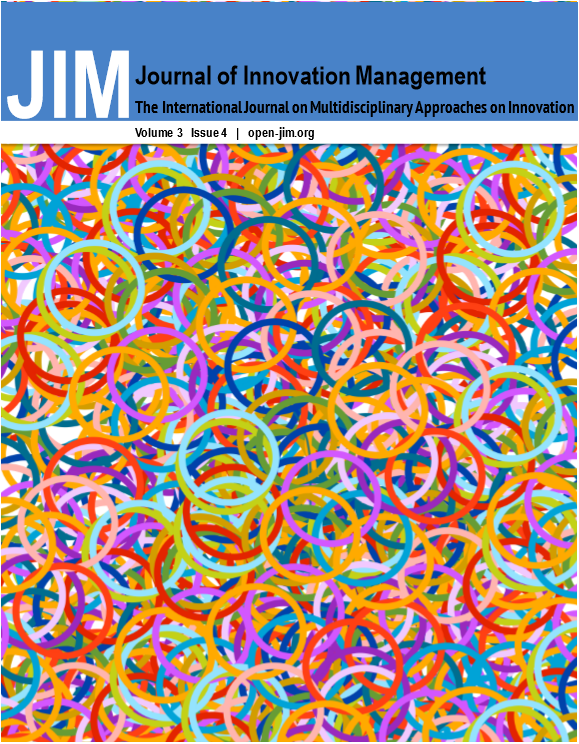 JIM
Journal of Innovation Management
The International Journal on Multidisciplinary Approaches on Innovation
Volume 3 Issue 4 | open-jim.org